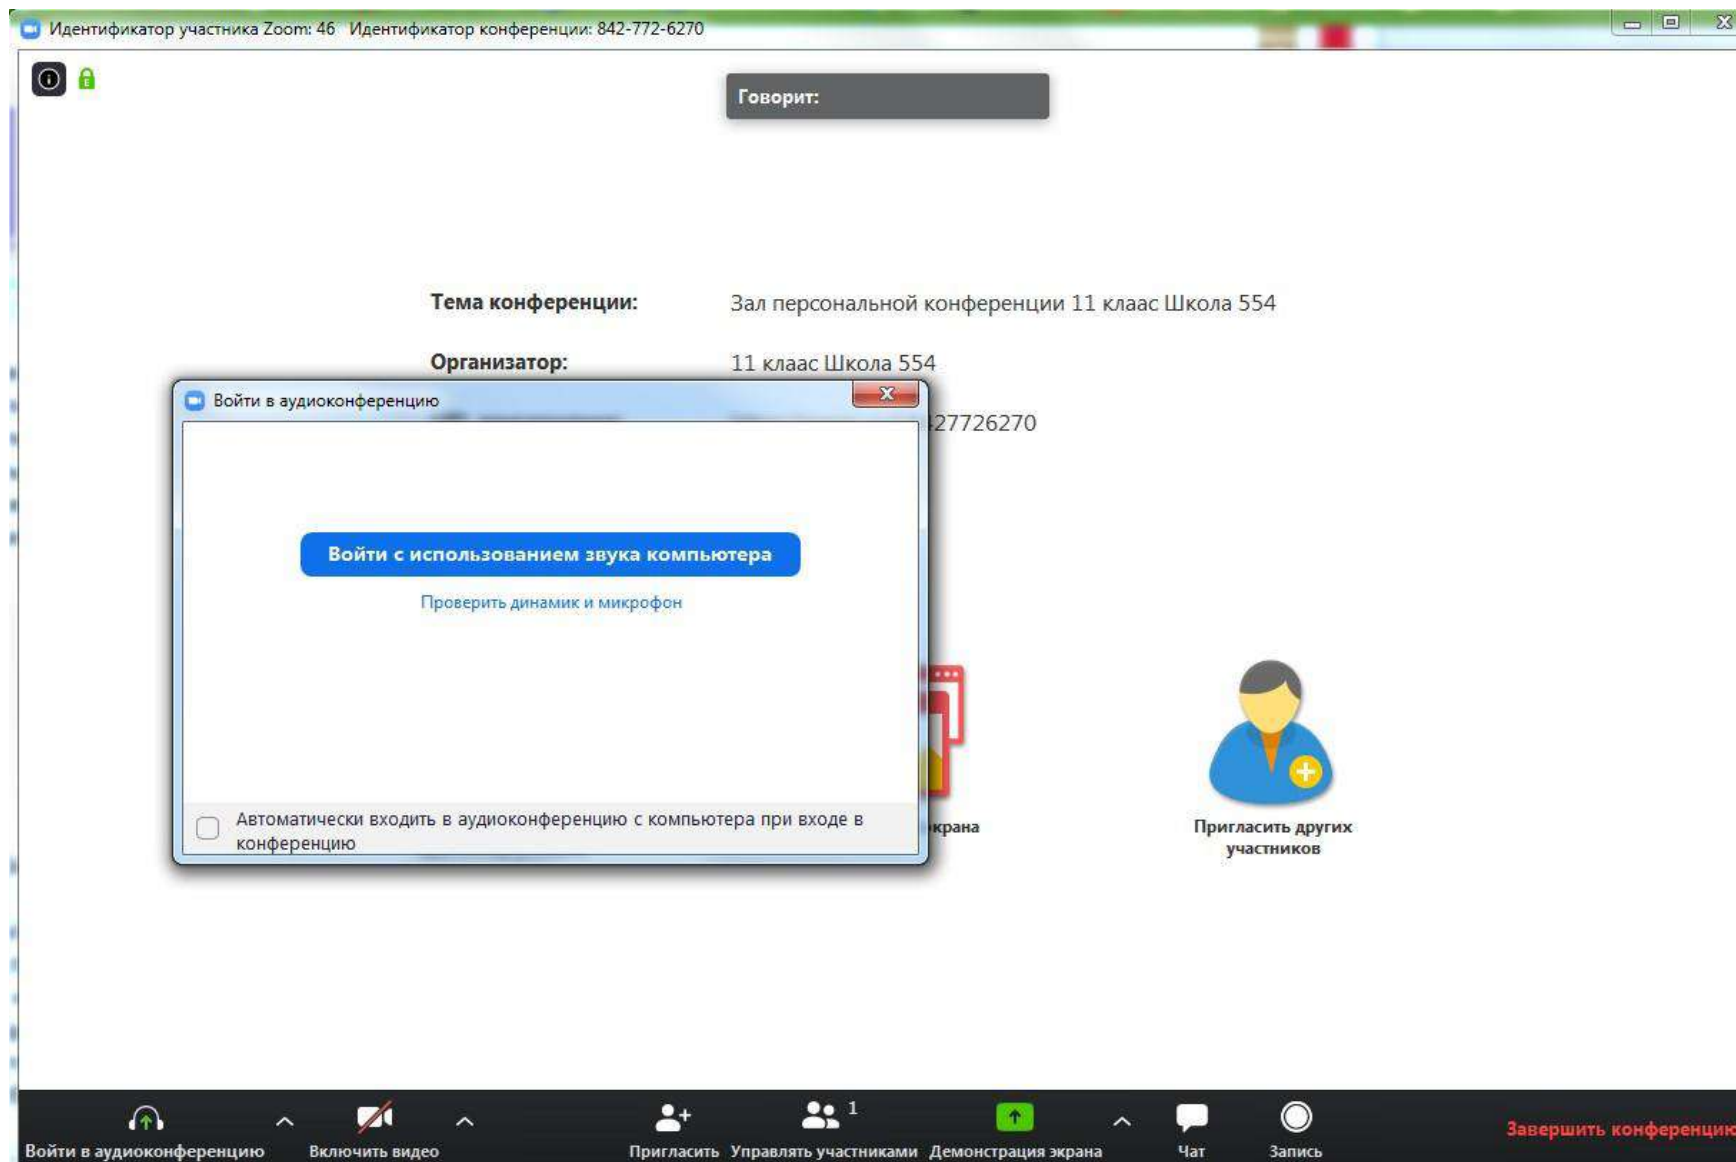 Идентификатор участника Zoom: 46 Идентификатор конференции: 842-772-6270
Говорит:
Тема конференции: Зал персональной конференции 11 клаас Школа 554
Организатор: 11 клаас Школа 554
Войти в аудиоконференцию
27726270
Войти с использованием звука компьютера
Проверить динамик и микрофон
Автоматически входить в аудиоконференцию с компьютера при входе в
конференцию
крана
Пригласить других
участников
1
Войти в аудиоконференцию Включить видео Пригласить Управлять участниками Демонстрация экрана Чат Запись Завершить конференцию